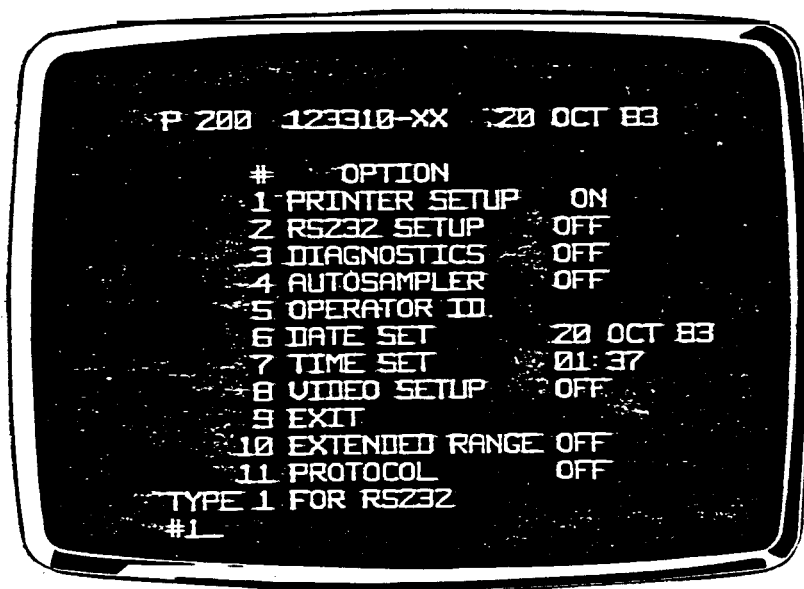 P 200 123310-XX 20 OCT 83
# OPTION
1 PRINTER SETUP ON
2 RS232 SETUP OFF
3 DIAGNOSTICS OFF
4 AUTOSAMPLER OFF
5 OPERATOR ID.
6 DATE SET 20 OCT 83
7 TIME SET 01:37
8 VIDEO SETUP OFF
9 EXIT
10 EXTENDED RANGE OFF
11 PROTOCOL OFF
TYPE 1 FOR RS232
#1_